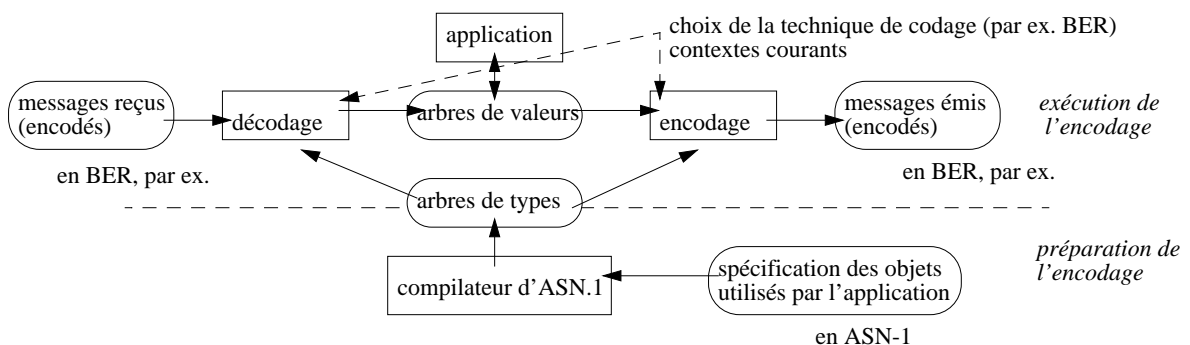 application
choix de la technique de codage (par ex. BER)
contextes courants
messages reçus
(encodés)
décodage
arbres de valeurs
encodage
messages émis
(encodés)
exécution de
l’encodage
en BER, par ex.
en BER, par ex.
arbres de types
préparation de
l’encodage
compilateur d’ASN.1
spécification des objets
utilisés par l’application
en ASN-1